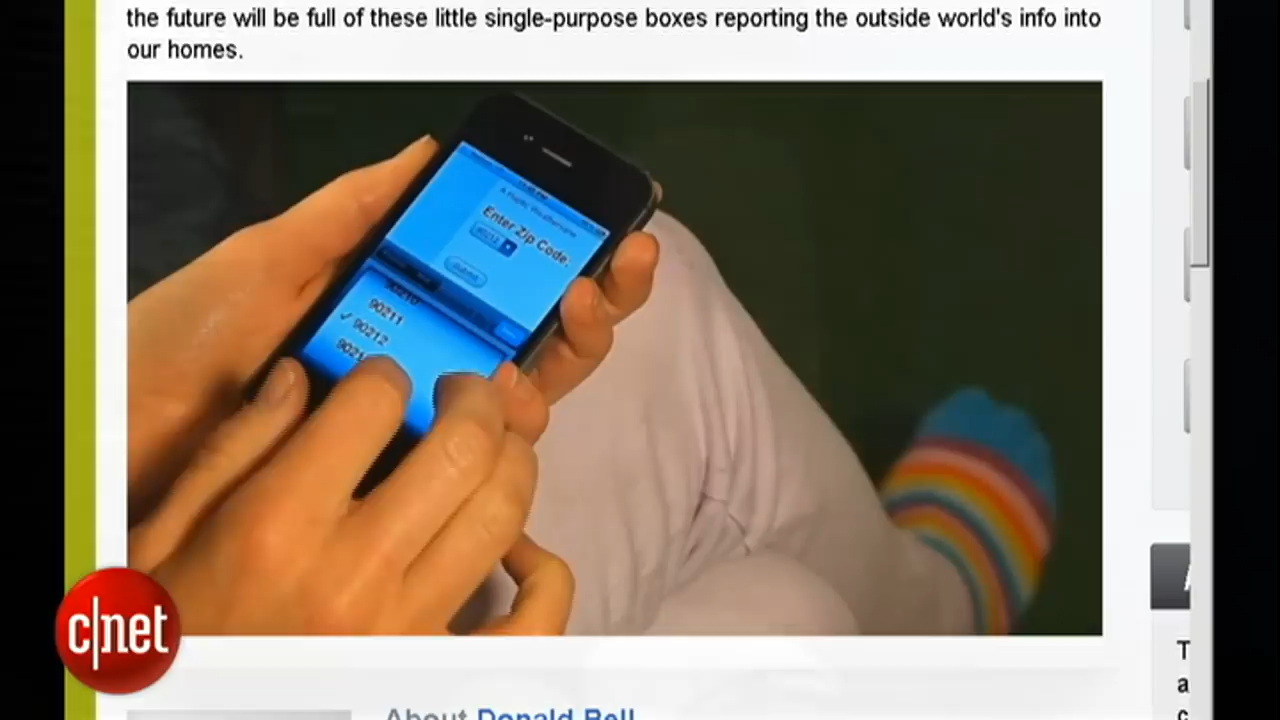 the future will be full of these little single-purpose boxes reporting the outside world's info into
our homes.
Enter Zip Code.
90210
90211
✓ 90212
c|net
About Donald Bell
T
a
c